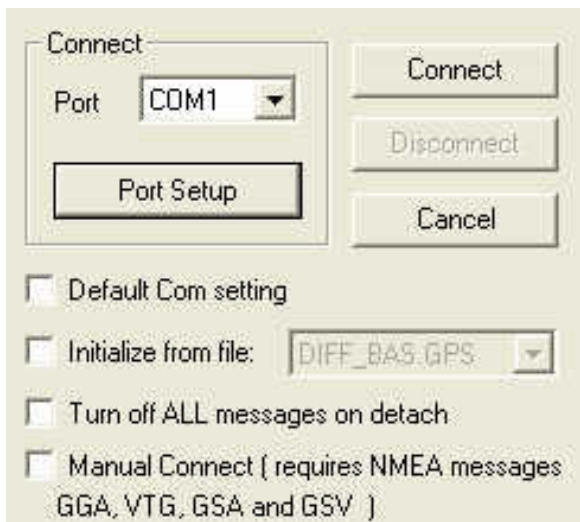 Connect
Port COM1
Port Setup
Connect
Disconnect
Cancel
Default Com setting
Initialize from file: DIFF_BAS.GPS
Turn off ALL messages on detach
Manual Connect ( requires NMEA messages
GGA, VTG, GSA and GSV )